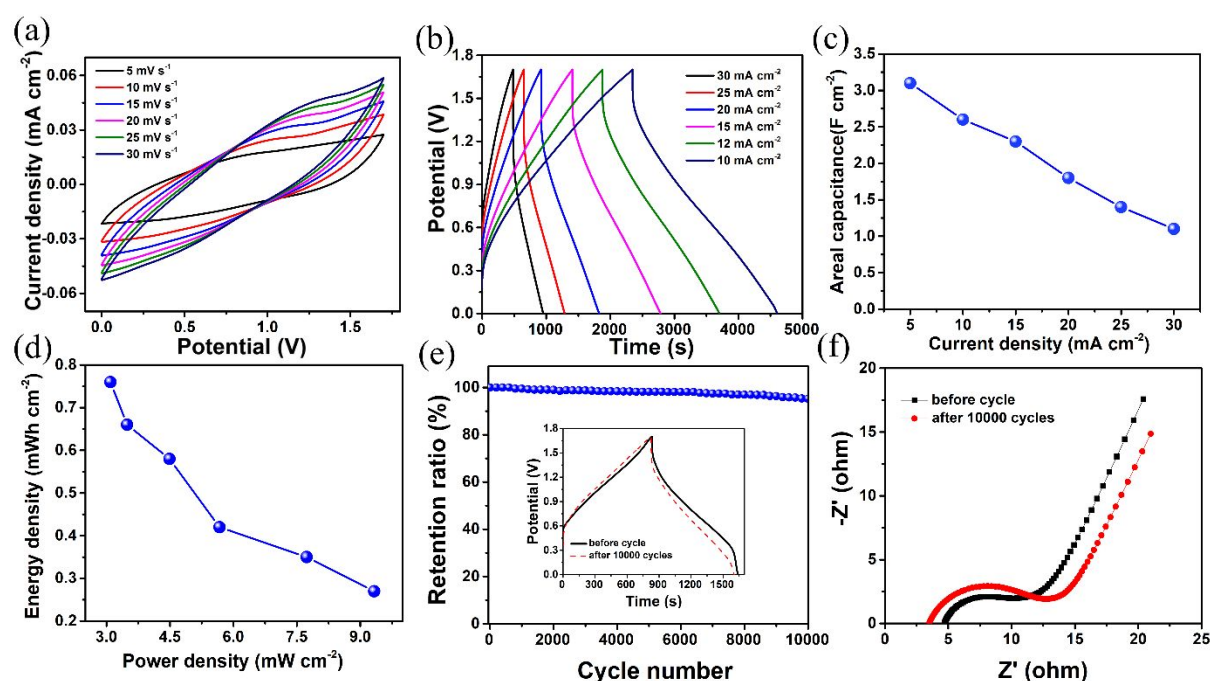 (a)
Current density (mA cm⁻²)
0.06
0.03
0.00
-0.03
-0.06
5 mV s⁻¹
10 mV s⁻¹
15 mV s⁻¹
20 mV s⁻¹
25 mV s⁻¹
30 mV s⁻¹
0.0 0.5 1.0 1.5
Potential (V)
(b)
Potential (V)
1.8
1.5
1.2
0.9
0.6
0.3
0.0
30 mA cm⁻²
25 mA cm⁻²
20 mA cm⁻²
15 mA cm⁻²
12 mA cm⁻²
10 mA cm⁻²
0 1000 2000 3000 4000 5000
Time (s)
(c)
Areal capacitance(F cm⁻²)
3.5
3.0
2.5
2.0
1.5
1.0
0.5
0.0
5 10 15 20 25 30
Current density (mA cm⁻²)
(d)
Energy density (mWh cm⁻²)
0.8
0.7
0.6
0.5
0.4
0.3
0.2
3.0 4.5 6.0 7.5 9.0
Power density (mW cm⁻²)
(e)
Retention ratio (%)
100
80
60
40
20
0
Potential (V)
1.8
1.5
1.2
0.9
0.6
0.3
0.0
before cycle
after 10000 cycles
0 300 600 900 1200 1500
Time (s)
0 2000 4000 6000 8000 10000
Cycle number
(f)
-Z' (ohm)
20
15
10
5
0
before cycle
after 10000 cycles
0 5 10 15 20 25
Z' (ohm)